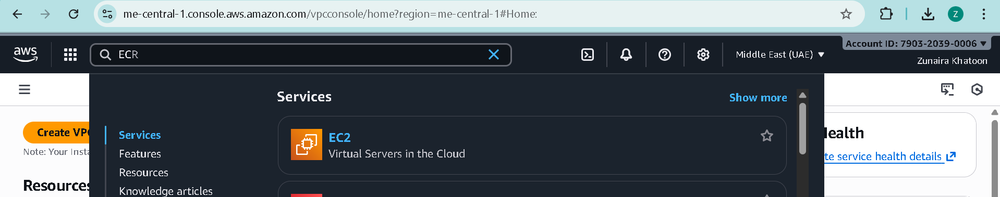 me-central-1.console.aws.amazon.com/vpcconsole/home?region=me-central-1#Home:
Z
aws
ECR
Middle East (UAE)
Account ID: 7903-2039-0006
Zunaira Khatoon
Services
Show more
Create VP
Note: Your Insta
Services
Features
Resources
Knowledge articles
EC2
Virtual Servers in the Cloud
ealth
te service health details
Resources